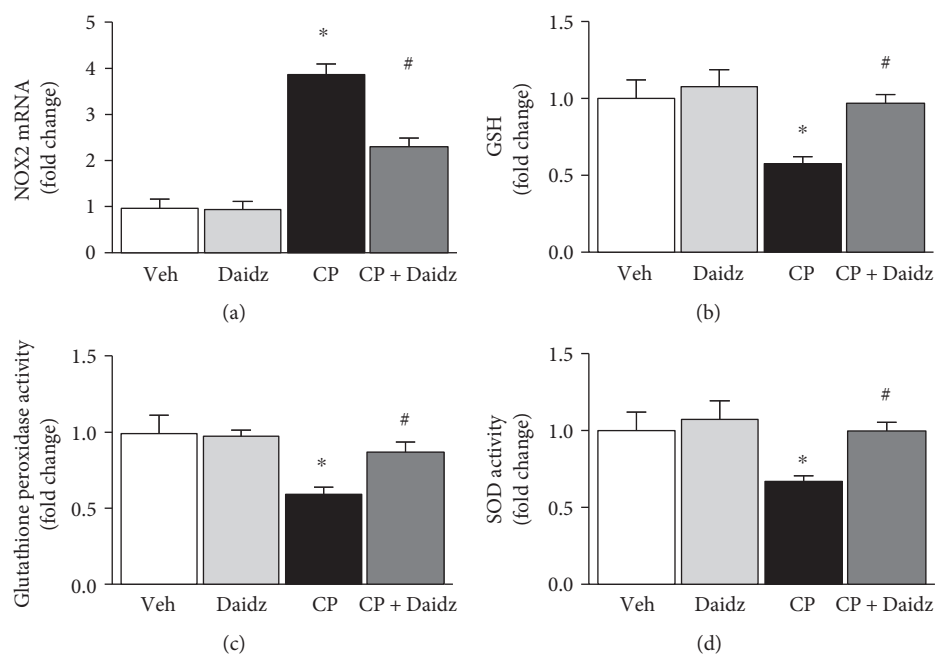 NOX2 mRNA
(fold change)
5
4
3
2
1
0
*
#
Veh Daidz CP CP + Daidz
(a)
GSH
(fold change)
1.5
1.0
0.5
0.0
*
#
Veh Daidz CP CP + Daidz
(b)
Glutathione peroxidase activity
(fold change)
1.5
1.0
0.5
0.0
*
#
Veh Daidz CP CP + Daidz
(c)
SOD activity
(fold change)
1.5
1.0
0.5
0.0
*
#
Veh Daidz CP CP + Daidz
(d)